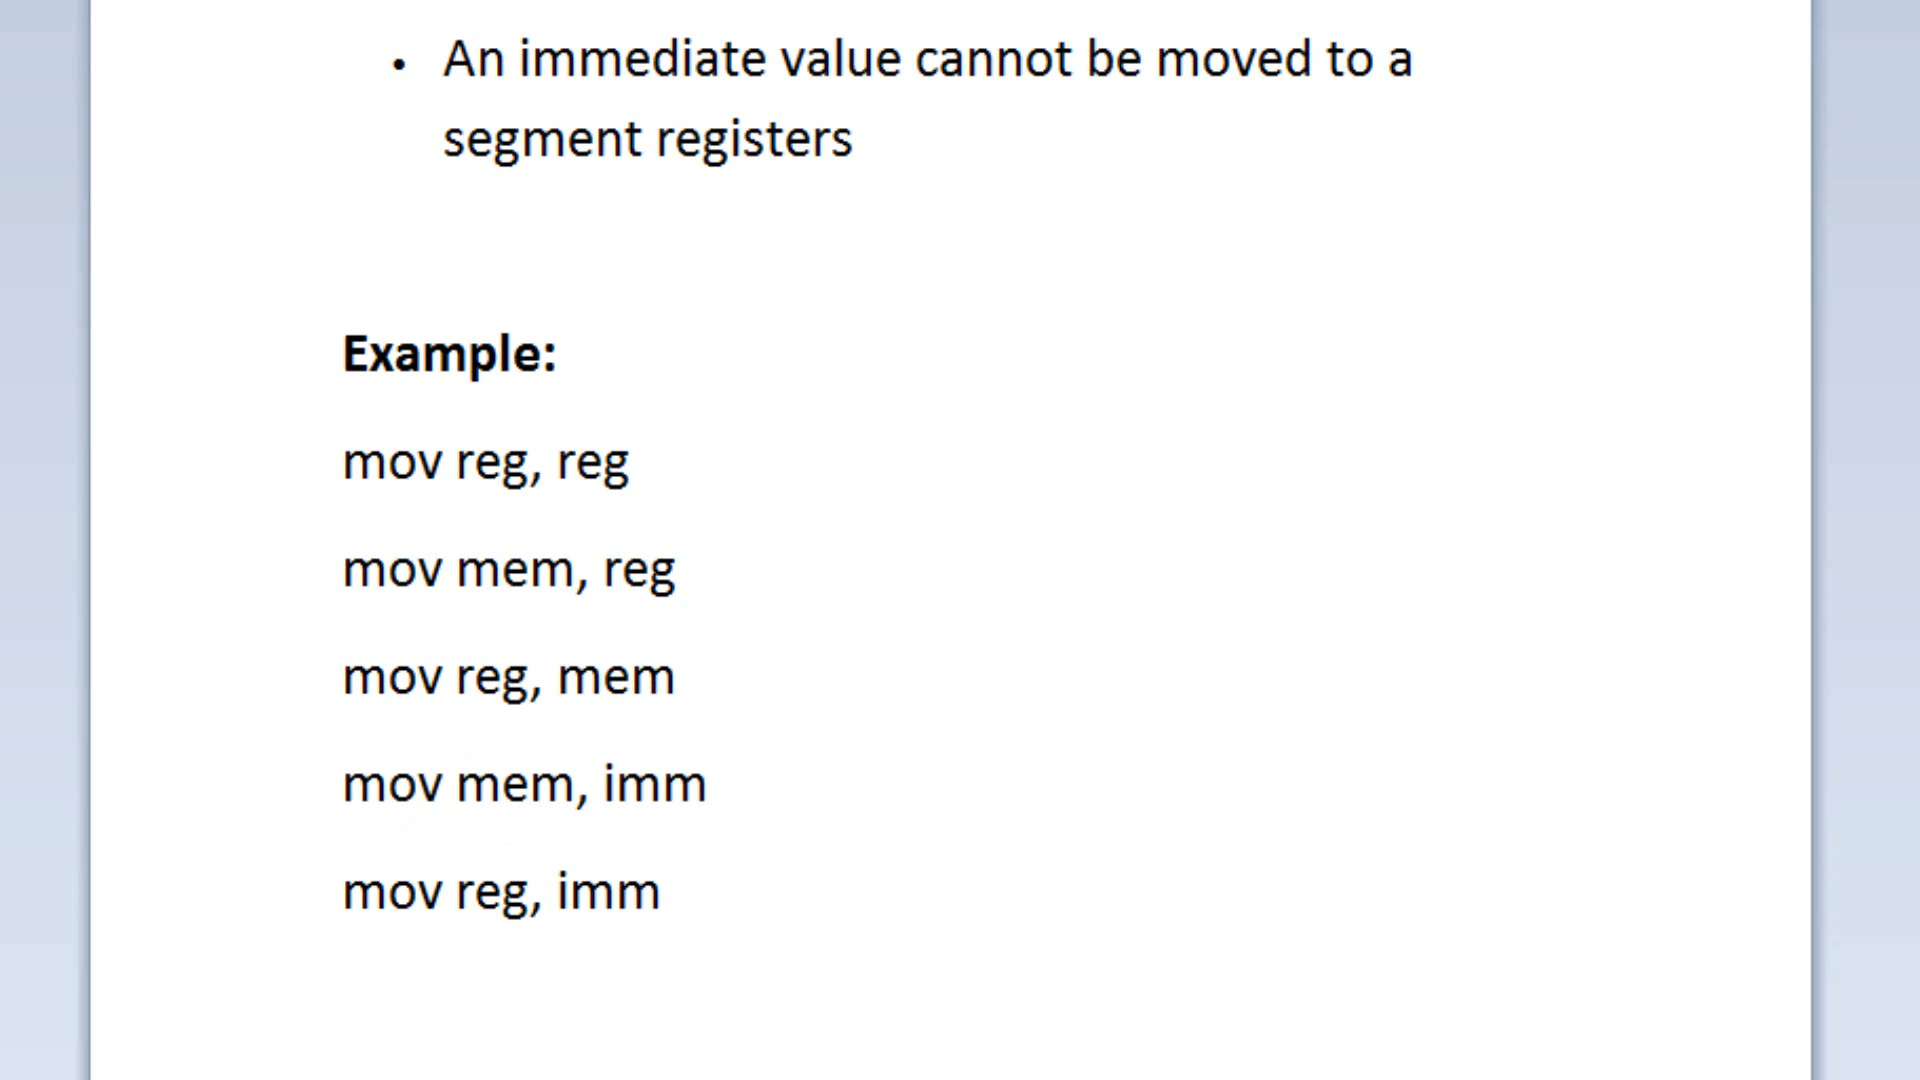 • An immediate value cannot be moved to a
segment registers
Example:
mov reg, reg
mov mem, reg
mov reg, mem
mov mem, imm
mov reg, imm